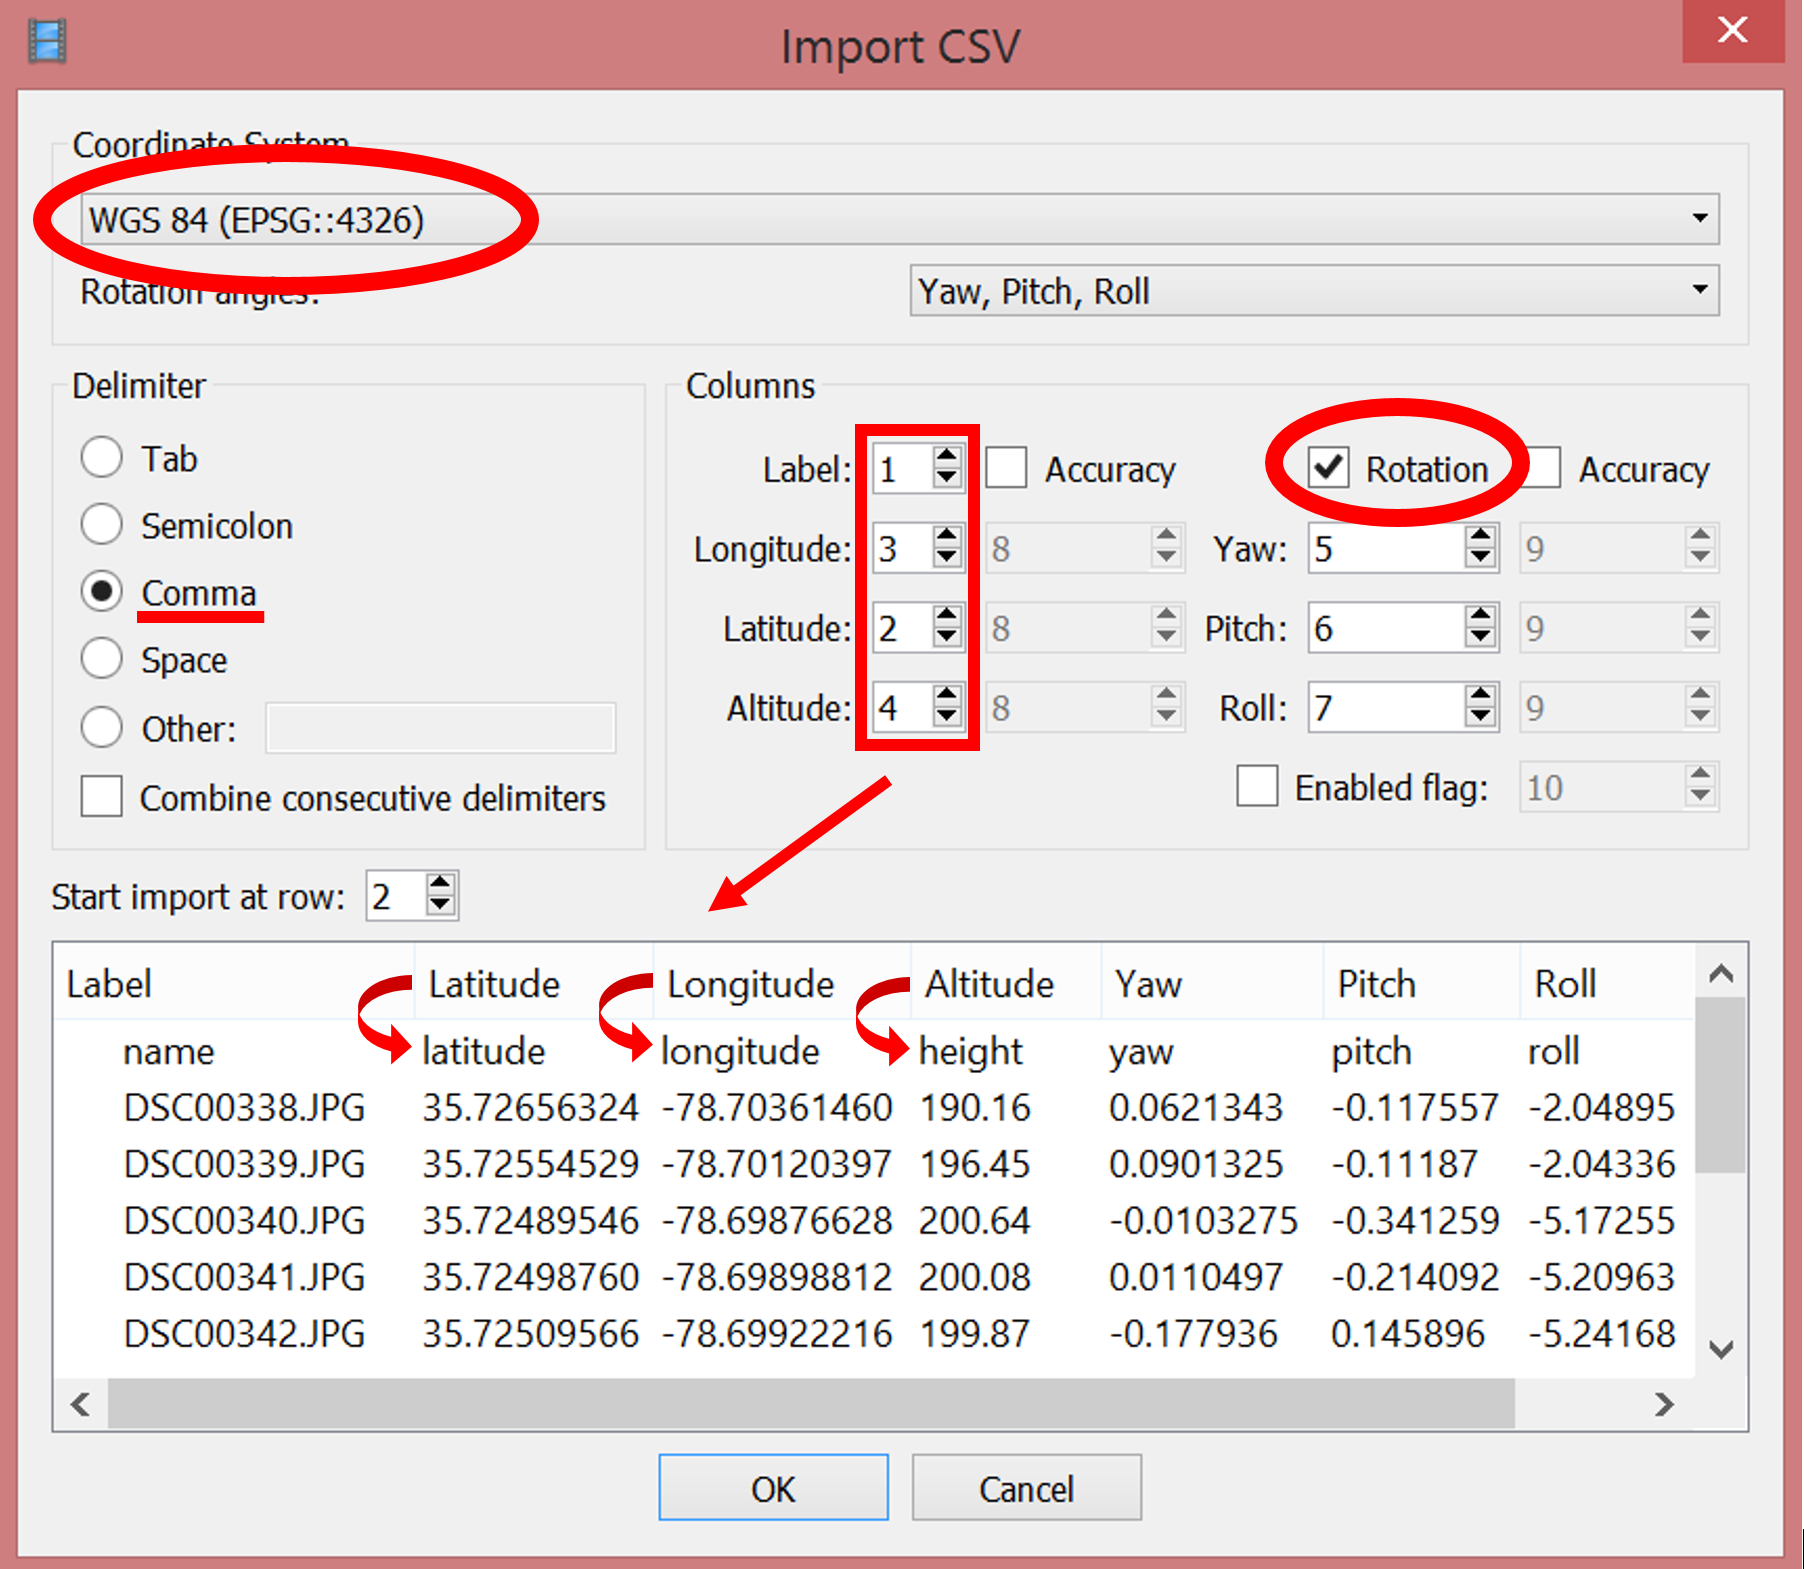 Import CSV
Coordinate System
WGS 84 (EPSG::4326)
Rotation angles:
Yaw, Pitch, Roll
Delimiter
Tab
Semicolon
Comma
Space
Other:
Combine consecutive delimiters
Columns
Label: 1 Accuracy Rotation Accuracy
Longitude: 3 8 Yaw: 5 9
Latitude: 2 8 Pitch: 6 9
Altitude: 4 8 Roll: 7 9
Enabled flag: 10
Start import at row: 2
Label Latitude Longitude Altitude Yaw Pitch Roll
name latitude longitude height yaw pitch roll
DSC00338.JPG 35.72656324 -78.70361460 190.16 0.0621343 -0.117557 -2.04895
DSC00339.JPG 35.72554529 -78.70120397 196.45 0.0901325 -0.11187 -2.04336
DSC00340.JPG 35.72489546 -78.69876628 200.64 -0.0103275 -0.341259 -5.17255
DSC00341.JPG 35.72498760 -78.69898812 200.08 0.0110497 -0.214092 -5.20963
DSC00342.JPG 35.72509566 -78.69922216 199.87 -0.177936 0.145896 -5.24168
OK Cancel